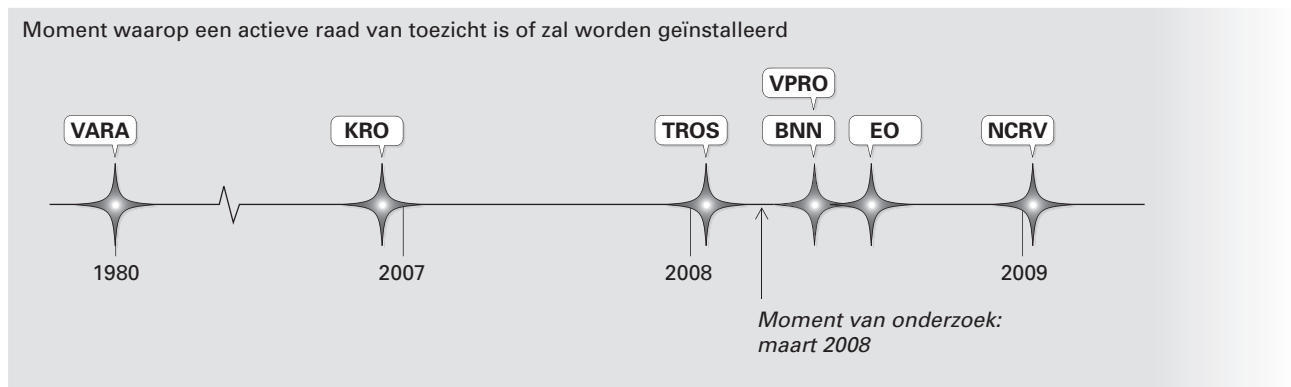 Moment waarop een actieve raad van toezicht is of zal worden geïnstalleerd
VPRO
VARA KRO TROS BNN EO NCRV
1980 2007 2008 2009
Moment van onderzoek:
maart 2008